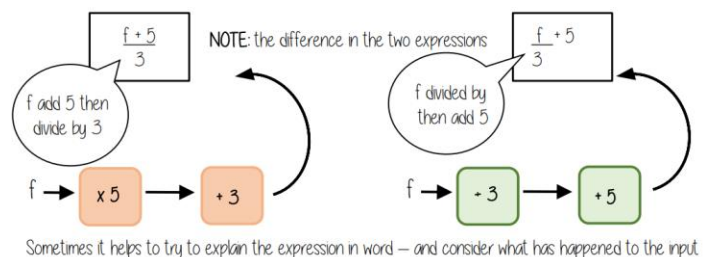 f + 5
3
NOTE: the difference in the two expressions
f + 5
3
f add 5 then
divide by 3
f divided by
then add 5
f
x 5
+ 3
f
÷ 3
+ 5
Sometimes it helps to try to explain the expression in word – and consider what has happened to the input